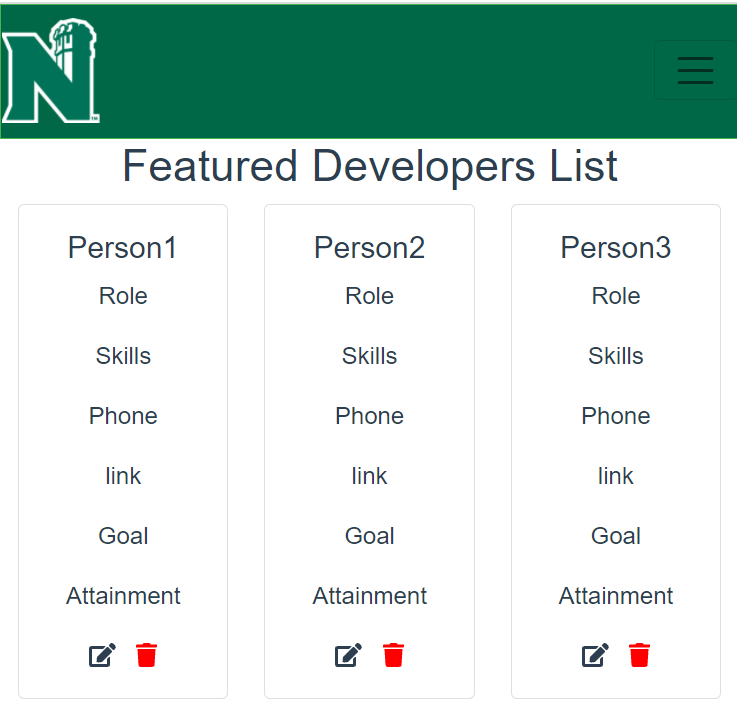 N
Featured Developers List
Person1
Role
Skills
Phone
link
Goal
Attainment
Person2
Role
Skills
Phone
link
Goal
Attainment
Person3
Role
Skills
Phone
link
Goal
Attainment